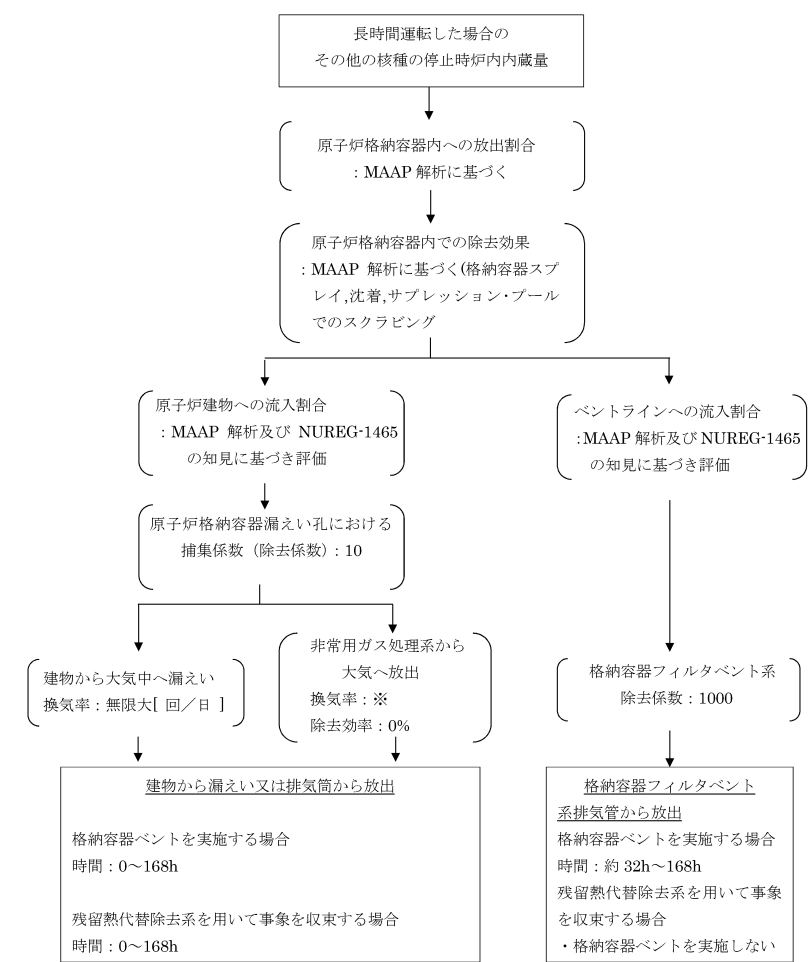 長時間運転した場合の
その他の核種の停止時炉内内蔵量
原子炉格納容器内への放出割合
：MAAP 解析に基づく
原子炉格納容器内での除去効果
：MAAP 解析に基づく(格納容器スプ
レイ,沈着,サプレッション・プール
でのスクラビング
原子炉建物への流入割合
：MAAP 解析及び NUREG-1465
の知見に基づき評価
ベントラインへの流入割合
：MAAP 解析及び NUREG-1465
の知見に基づき評価
原子炉格納容器漏えい孔における
捕集係数（除去係数）：10
建物から大気中へ漏えい
換気率：無限大[ 回／日 ]
非常用ガス処理系から
大気へ放出
換気率：※
除去効率：0%
格納容器フィルタベント系
除去係数：1000
建物から漏えい又は排気筒から放出
格納容器ベントを実施する場合
時間：0～168h
残留熱代替除去系を用いて事象を収束する場合
時間：0～168h
格納容器フィルタベント
系排気管から放出
格納容器ベントを実施する場合
時間：約 32h～168h
残留熱代替除去系を用いて事象
を収束する場合
・格納容器ベントを実施しない